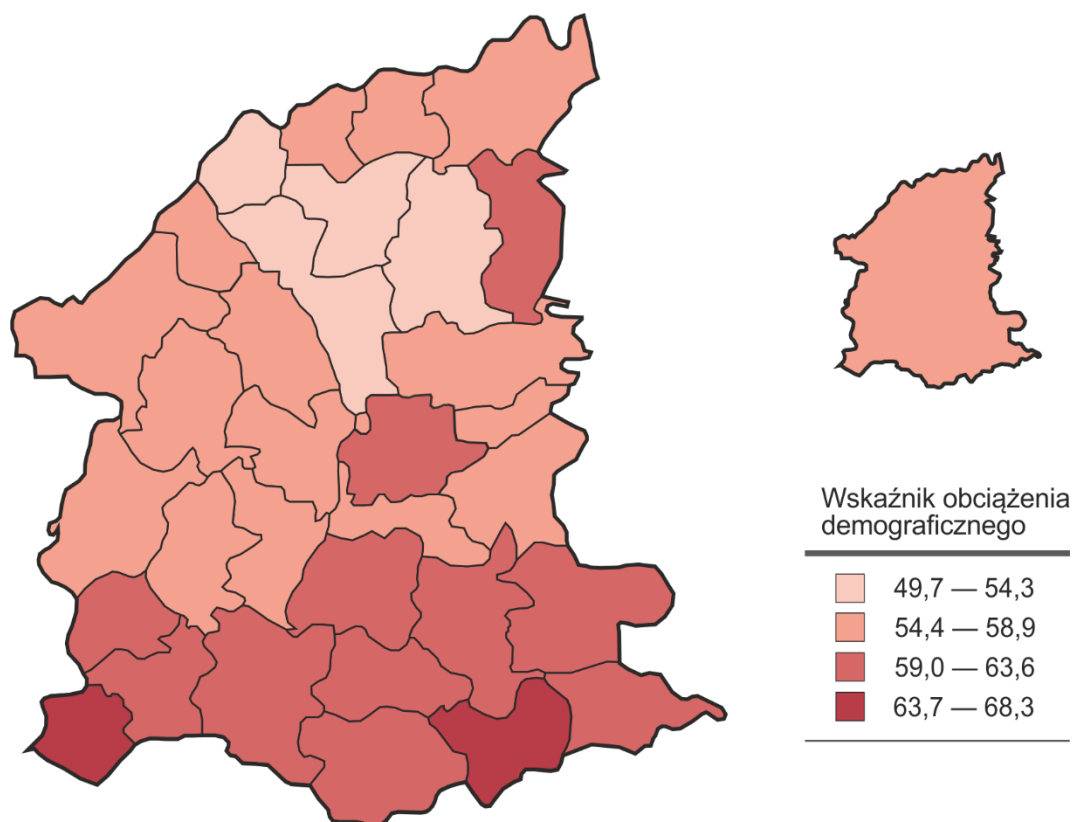 Wskaźnik obciążenia
demograficznego
49,7 — 54,3
54,4 — 58,9
59,0 — 63,6
63,7 — 68,3